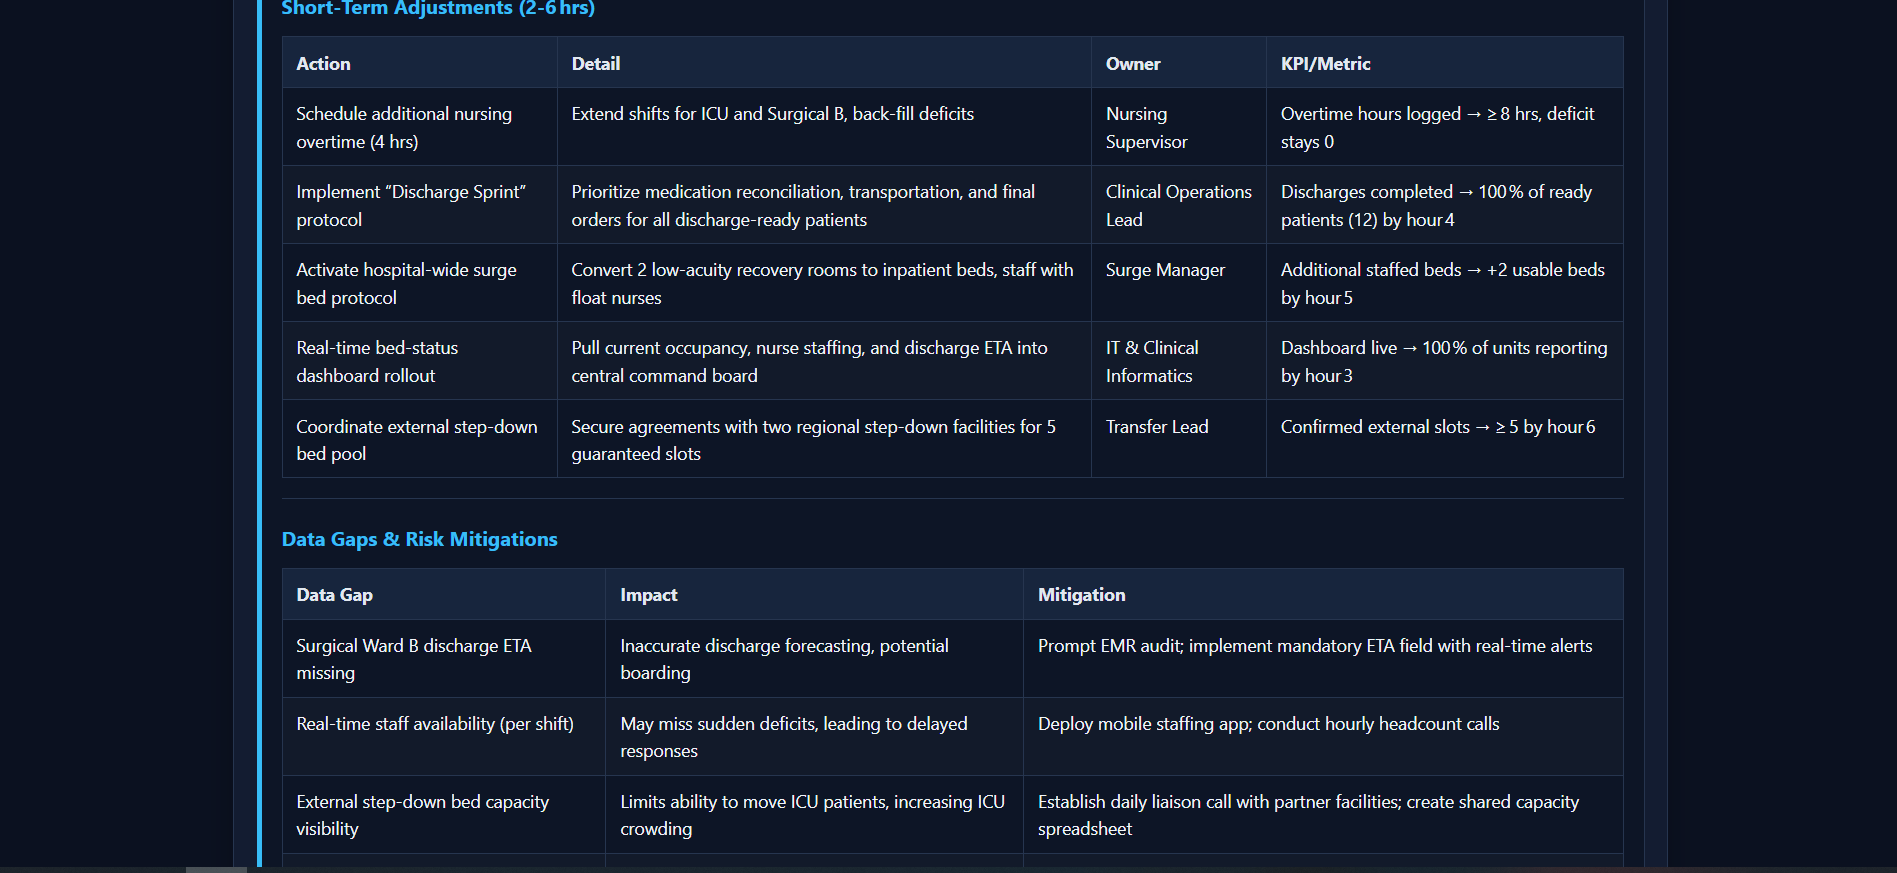 Short-Term Adjustments (2-6 hrs)
Action
Detail
Owner
KPI/Metric
Schedule additional nursing
overtime (4 hrs)
Extend shifts for ICU and Surgical B, back-fill deficits
Nursing
Supervisor
Overtime hours logged → ≥ 8 hrs, deficit
stays 0
Implement “Discharge Sprint”
protocol
Prioritize medication reconciliation, transportation, and final
orders for all discharge-ready patients
Clinical Operations
Lead
Discharges completed → 100 % of ready
patients (12) by hour 4
Activate hospital-wide surge
bed protocol
Convert 2 low-acuity recovery rooms to inpatient beds, staff with
float nurses
Surge Manager
Additional staffed beds → +2 usable beds
by hour 5
Real-time bed-status
dashboard rollout
Pull current occupancy, nurse staffing, and discharge ETA into
central command board
IT & Clinical
Informatics
Dashboard live → 100 % of units reporting
by hour 3
Coordinate external step-down
bed pool
Secure agreements with two regional step-down facilities for 5
guaranteed slots
Transfer Lead
Confirmed external slots → ≥ 5 by hour 6
Data Gaps & Risk Mitigations
Data Gap
Impact
Mitigation
Surgical Ward B discharge ETA
missing
Inaccurate discharge forecasting, potential
boarding
Prompt EMR audit; implement mandatory ETA field with real-time alerts
Real-time staff availability (per shift)
May miss sudden deficits, leading to delayed
responses
Deploy mobile staffing app; conduct hourly headcount calls
External step-down bed capacity
visibility
Limits ability to move ICU patients, increasing ICU
crowding
Establish daily liaison call with partner facilities; create shared capacity
spreadsheet